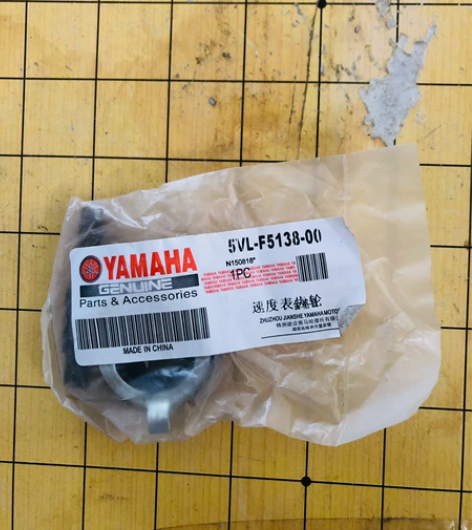 5VL-F5138-00
N150818*
1PC
YAMAHA
GENUINE
Parts & Accessories
速度表齿轮
ZHUZHOU JIANSHE YAMAHA MOTOR
MADE IN CHINA